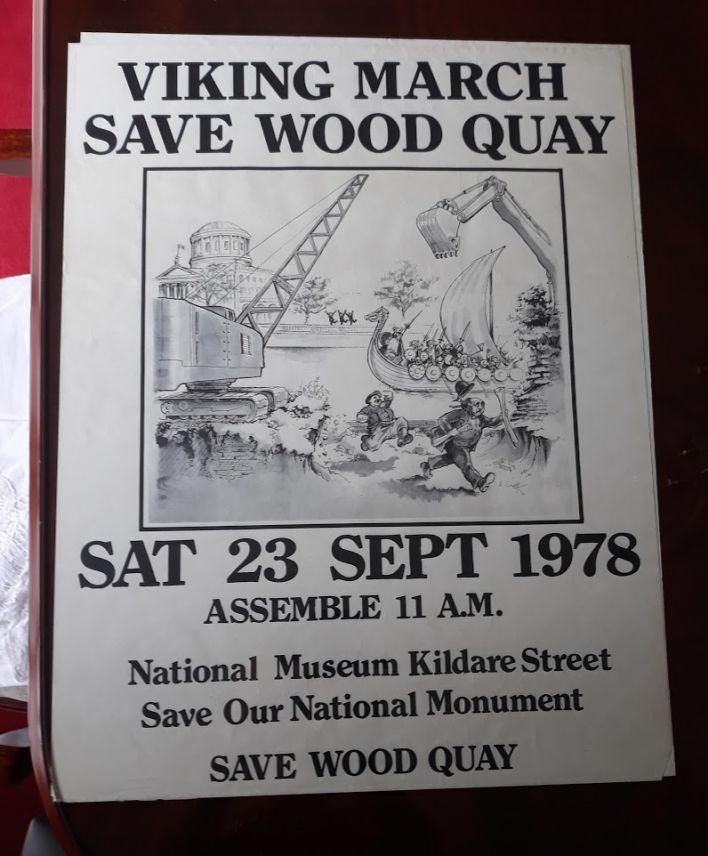 VIKING MARCH
SAVE WOOD QUAY
SAT 23 SEPT 1978
ASSEMBLE 11 A.M.
National Museum Kildare Street
Save Our National Monument
SAVE WOOD QUAY